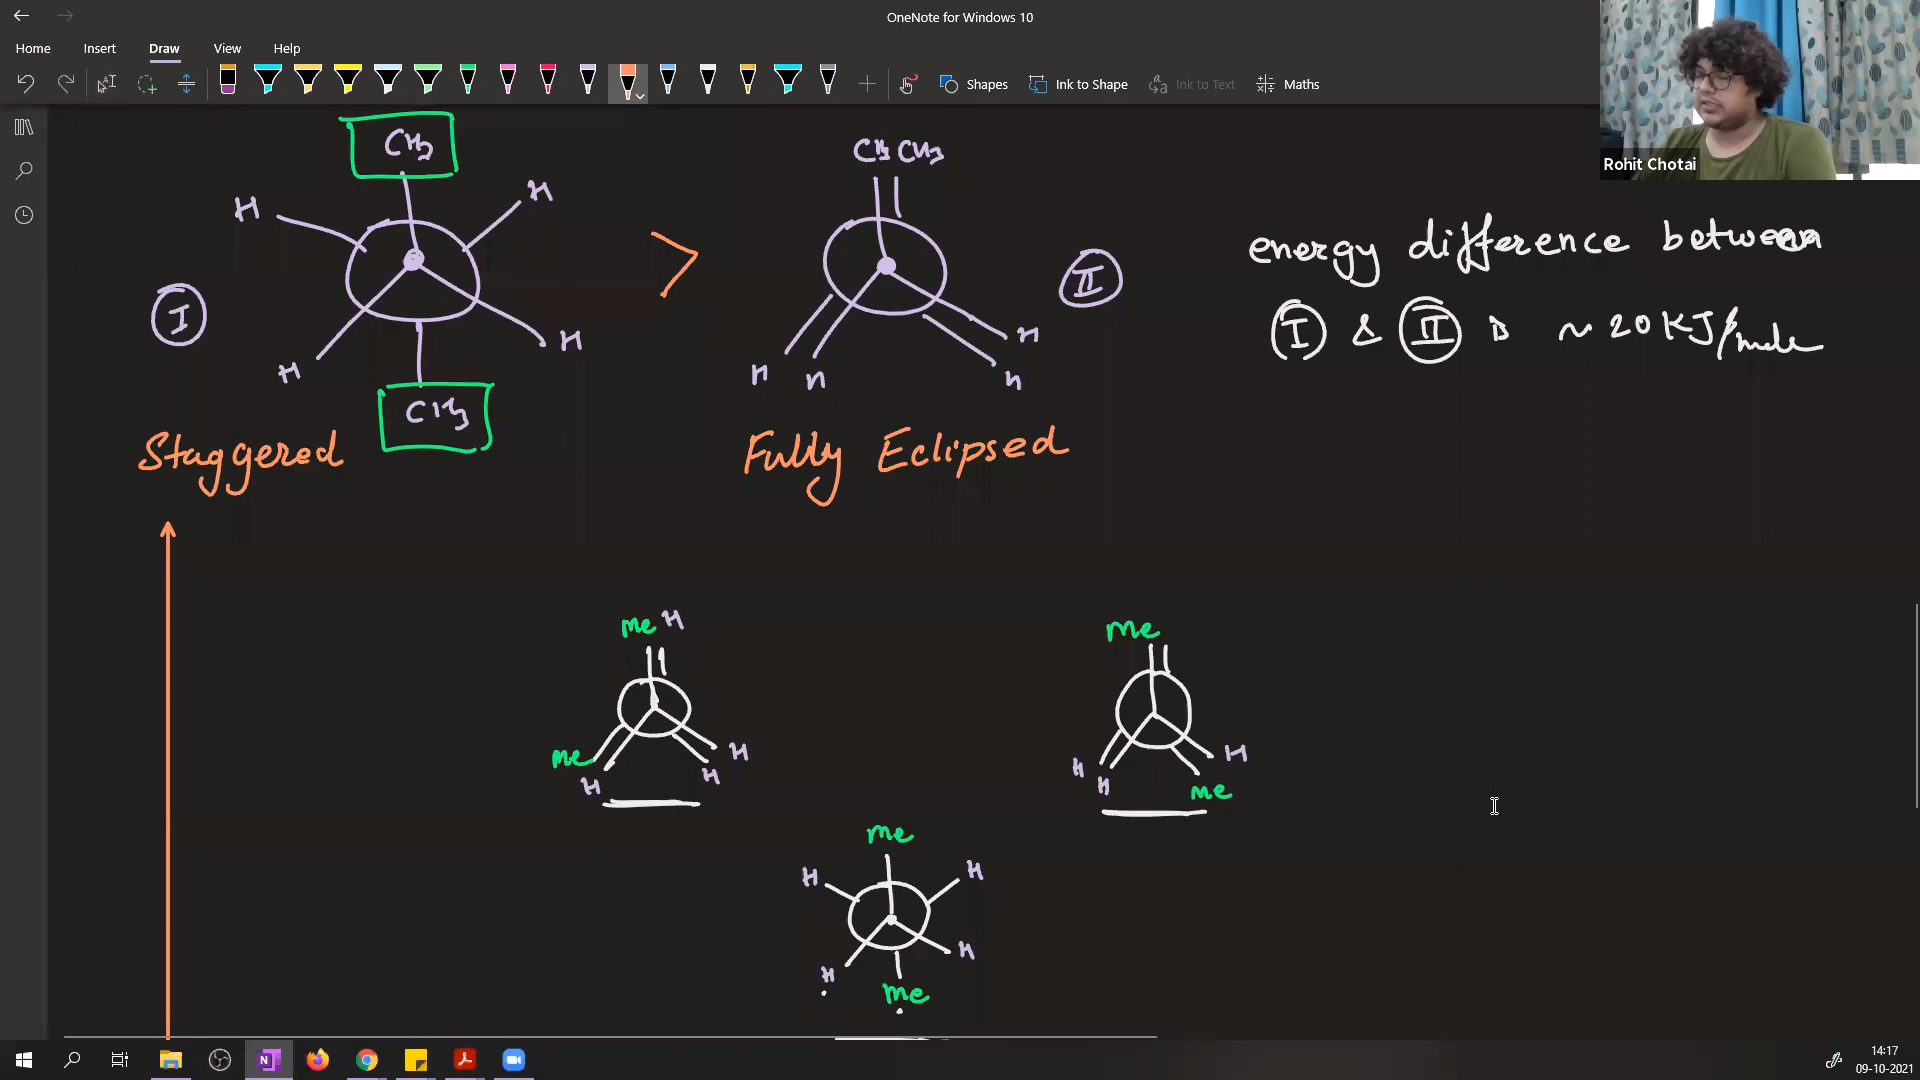 OneNote for Windows 10
Home Insert Draw View Help
Shapes Ink to Shape Ink to Text Maths
Rohit Chotai
CH3
H H
I
H H
CH3
Staggered
>
CH3 CH3
II
H H H H
Fully Eclipsed
energy difference between
I & II is ~20 KJ/mole
Me H
Me H H H
Me
H H Me H
Me
H H
H H
Me
14:17
09-10-2021